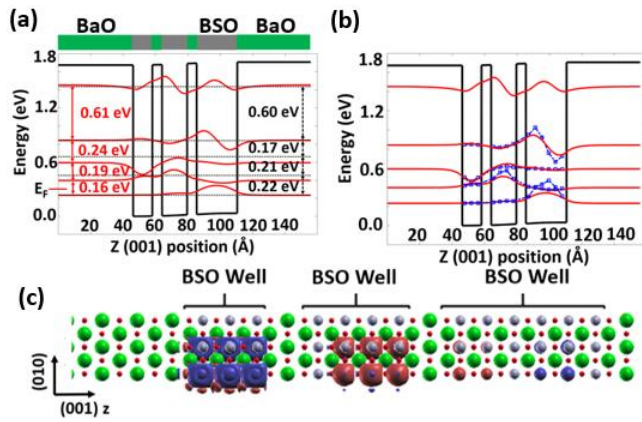 (a) BaO BSO BaO
1.8
1.2
0.6
E_F
0.0
Energy (eV)
0.61 eV 0.60 eV
0.24 eV 0.17 eV
0.19 eV 0.21 eV
0.16 eV 0.22 eV
20 40 60 80 100 120 140
Z (001) position (Å)
(b)
1.8
1.2
0.6
0.0
Energy (eV)
20 40 60 80 100 120 140
Z (001) position (Å)
(c)
BSO Well BSO Well BSO Well
(010)
(001) z